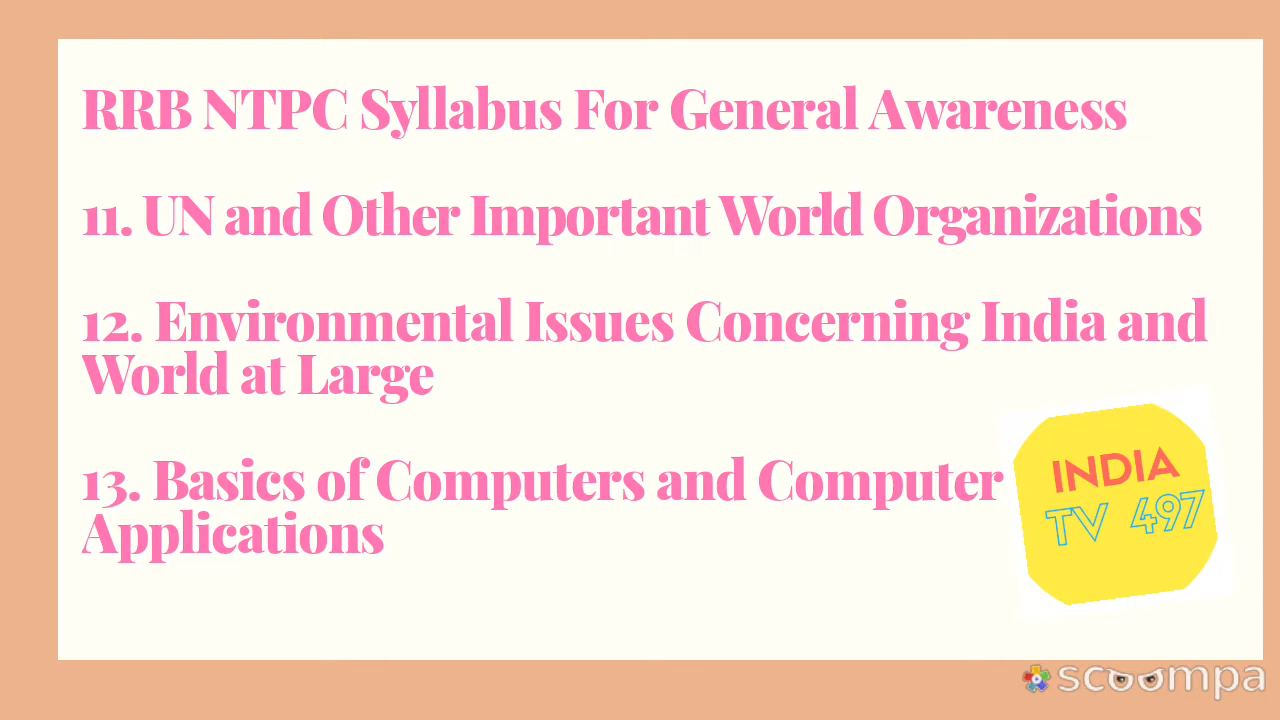 RRB NTPC Syllabus For General Awareness
11. UN and Other Important World Organizations
12. Environmental Issues Concerning India and
World at Large
13. Basics of Computers and Computer
Applications
INDIA
TV 497
scoompa